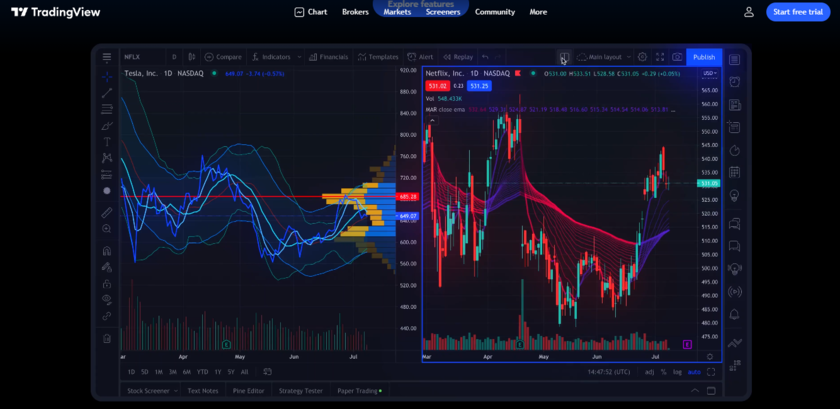 TradingView
Explore features
Chart
Brokers
Markets
Screeners
Community
More
Start free trial
NFLX
D
Compare
Indicators
Financials
Templates
Alert
Replay
Main layout
Publish
Tesla, Inc. 1D NASDAQ
649.07 -3.74 (-0.57%)
Netflix, Inc. 1D NASDAQ
O531.00 H533.51 L528.58 C531.05 +0.29 (+0.05%)
USD
531.02
0.23
531.25
Vol 548.433K
MAR close ema
920.00
880.00
840.00
800.00
760.00
720.00
685.28
649.07
600.00
560.00
520.00
480.00
440.00
565.00
560.00
555.00
550.00
545.00
540.00
535.00
531.05
525.00
520.00
515.00
510.00
505.00
500.00
495.00
490.00
485.00
480.00
475.00
E
E
E
ar
Apr
May
Jun
Jul
Mar
Apr
May
Jun
Jul
1D
5D
1M
3M
6M
YTD
1Y
5Y
All
14:47:52 (UTC)
adj
%
log
auto
Stock Screener
Text Notes
Pine Editor
Strategy Tester
Paper Trading